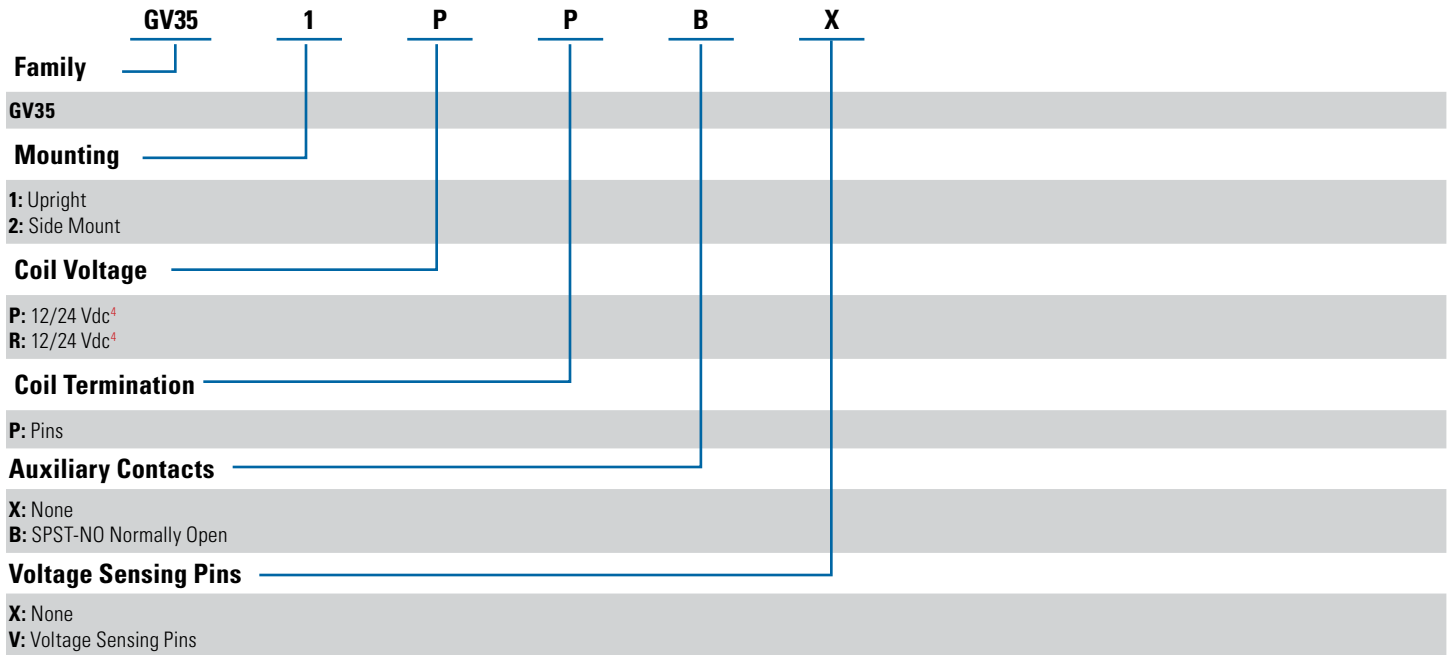 GV35 1 P P B X
Family
GV35
Mounting
1: Upright
2: Side Mount
Coil Voltage
P: 12/24 Vdc⁴
R: 12/24 Vdc⁴
Coil Termination
P: Pins
Auxiliary Contacts
X: None
B: SPST-NO Normally Open
Voltage Sensing Pins
X: None
V: Voltage Sensing Pins